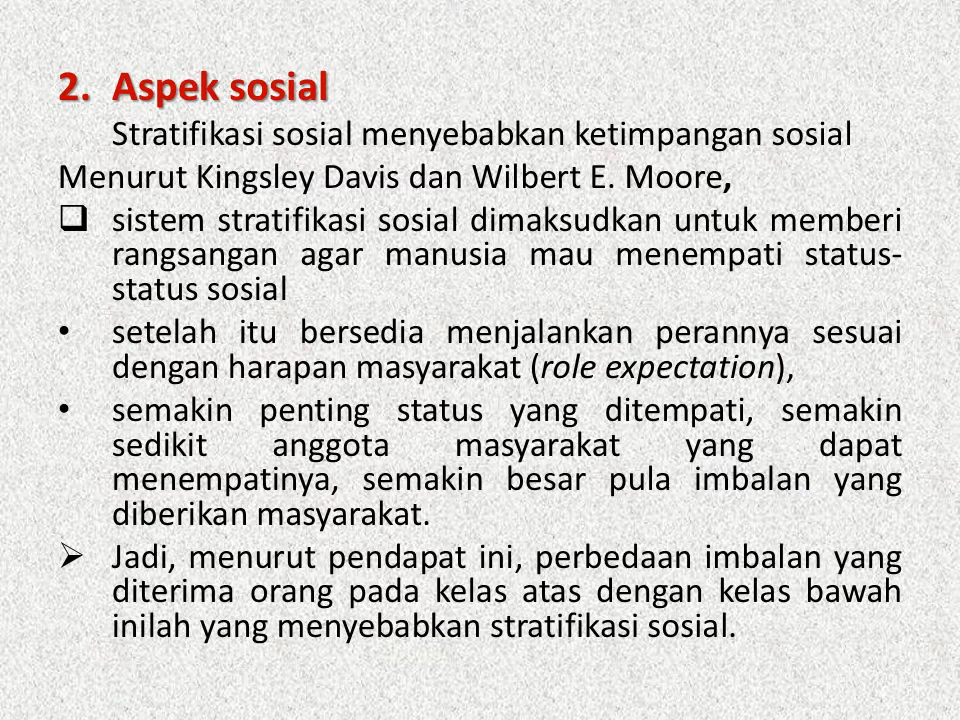 2. Aspek sosial
Stratifikasi sosial menyebabkan ketimpangan sosial
Menurut Kingsley Davis dan Wilbert E. Moore,
❑ sistem stratifikasi sosial dimaksudkan untuk memberi
rangsangan agar manusia mau menempati status-
status sosial
• setelah itu bersedia menjalankan perannya sesuai
dengan harapan masyarakat (role expectation),
• semakin penting status yang ditempati, semakin
sedikit anggota masyarakat yang dapat
menempatinya, semakin besar pula imbalan yang
diberikan masyarakat.
➢ Jadi, menurut pendapat ini, perbedaan imbalan yang
diterima orang pada kelas atas dengan kelas bawah
inilah yang menyebabkan stratifikasi sosial.